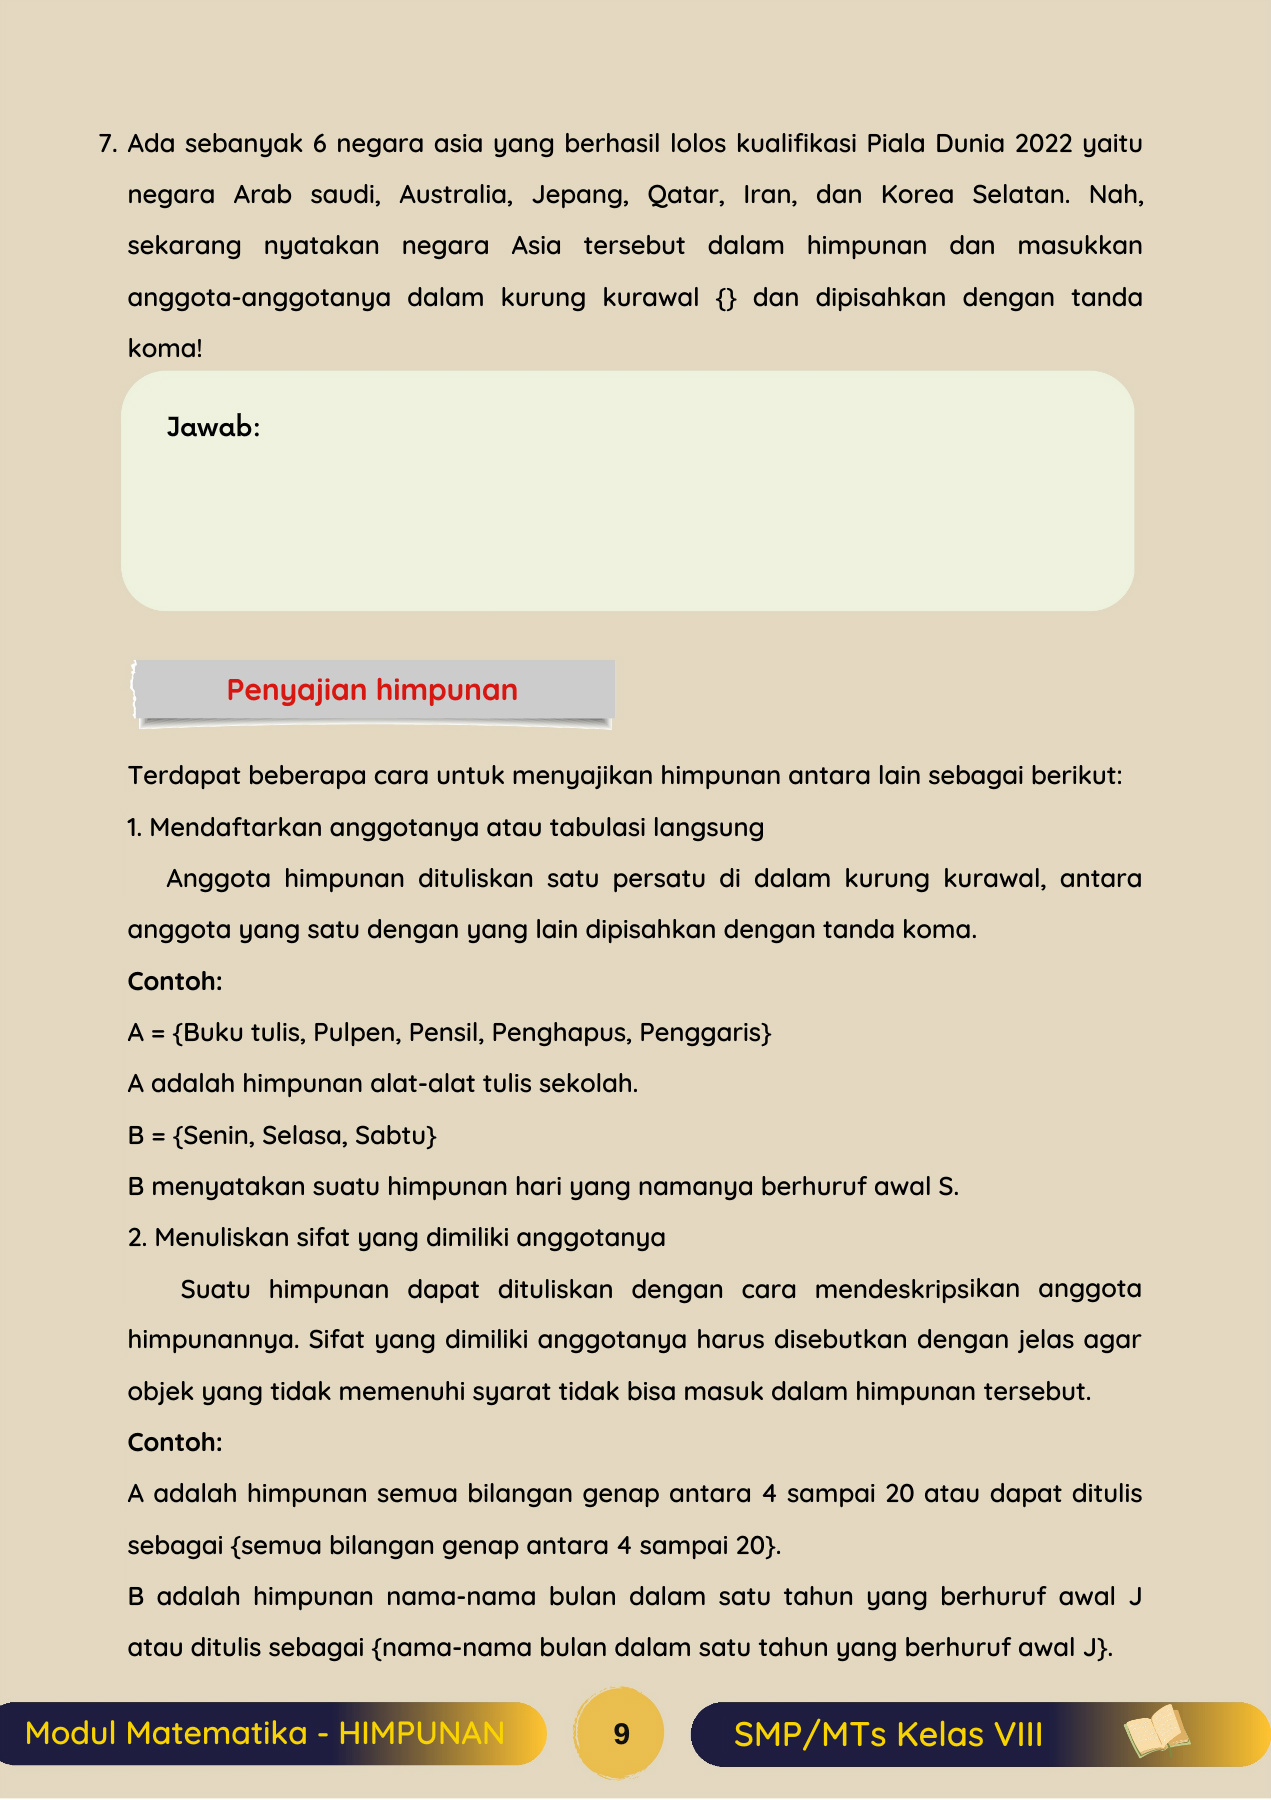 7. Ada sebanyak 6 negara asia yang berhasil lolos kualifikasi Piala Dunia 2022 yaitu
negara Arab saudi, Australia, Jepang, Qatar, Iran, dan Korea Selatan. Nah,
sekarang nyatakan negara Asia tersebut dalam himpunan dan masukkan
anggota-anggotanya dalam kurung kurawal {} dan dipisahkan dengan tanda
koma!
Jawab:
Penyajian himpunan
Terdapat beberapa cara untuk menyajikan himpunan antara lain sebagai berikut:
1. Mendaftarkan anggotanya atau tabulasi langsung
Anggota himpunan dituliskan satu persatu di dalam kurung kurawal, antara
anggota yang satu dengan yang lain dipisahkan dengan tanda koma.
Contoh:
A = {Buku tulis, Pulpen, Pensil, Penghapus, Penggaris}
A adalah himpunan alat-alat tulis sekolah.
B = {Senin, Selasa, Sabtu}
B menyatakan suatu himpunan hari yang namanya berhuruf awal S.
2. Menuliskan sifat yang dimiliki anggotanya
Suatu himpunan dapat dituliskan dengan cara mendeskripsikan anggota
himpunannya. Sifat yang dimiliki anggotanya harus disebutkan dengan jelas agar
objek yang tidak memenuhi syarat tidak bisa masuk dalam himpunan tersebut.
Contoh:
A adalah himpunan semua bilangan genap antara 4 sampai 20 atau dapat ditulis
sebagai {semua bilangan genap antara 4 sampai 20}.
B adalah himpunan nama-nama bulan dalam satu tahun yang berhuruf awal J
atau ditulis sebagai {nama-nama bulan dalam satu tahun yang berhuruf awal J}.
Modul Matematika - HIMPUNAN
9
SMP/MTs Kelas VIII